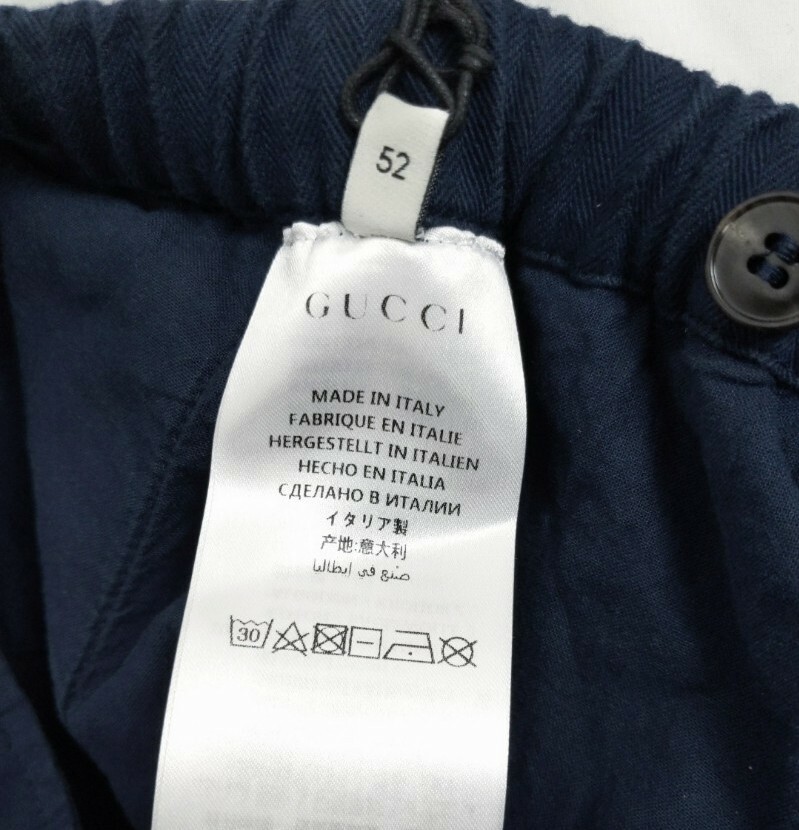 52
GUCCI
MADE IN ITALY
FABRIQUE EN ITALIE
HERGESTELLT IN ITALIEN
HECHO EN ITALIA
СДЕЛАНО В ИТАЛИИ
イタリア製
产地:意大利
صنع في إيطاليا
30